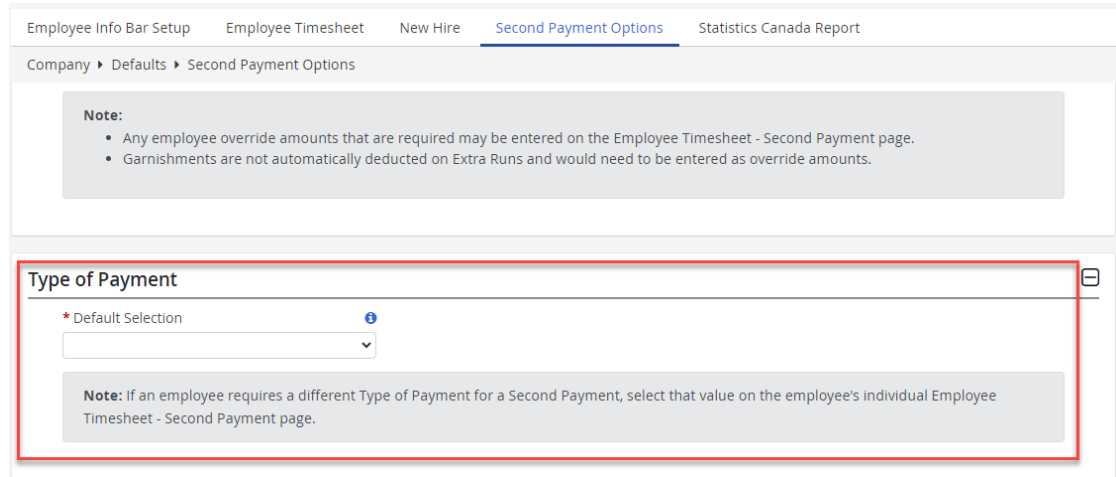 Employee Info Bar Setup Employee Timesheet New Hire Second Payment Options Statistics Canada Report
Company ▸ Defaults ▸ Second Payment Options
Note:
• Any employee override amounts that are required may be entered on the Employee Timesheet - Second Payment page.
• Garnishments are not automatically deducted on Extra Runs and would need to be entered as override amounts.
Type of Payment
* Default Selection
Note: If an employee requires a different Type of Payment for a Second Payment, select that value on the employee's individual Employee
Timesheet - Second Payment page.